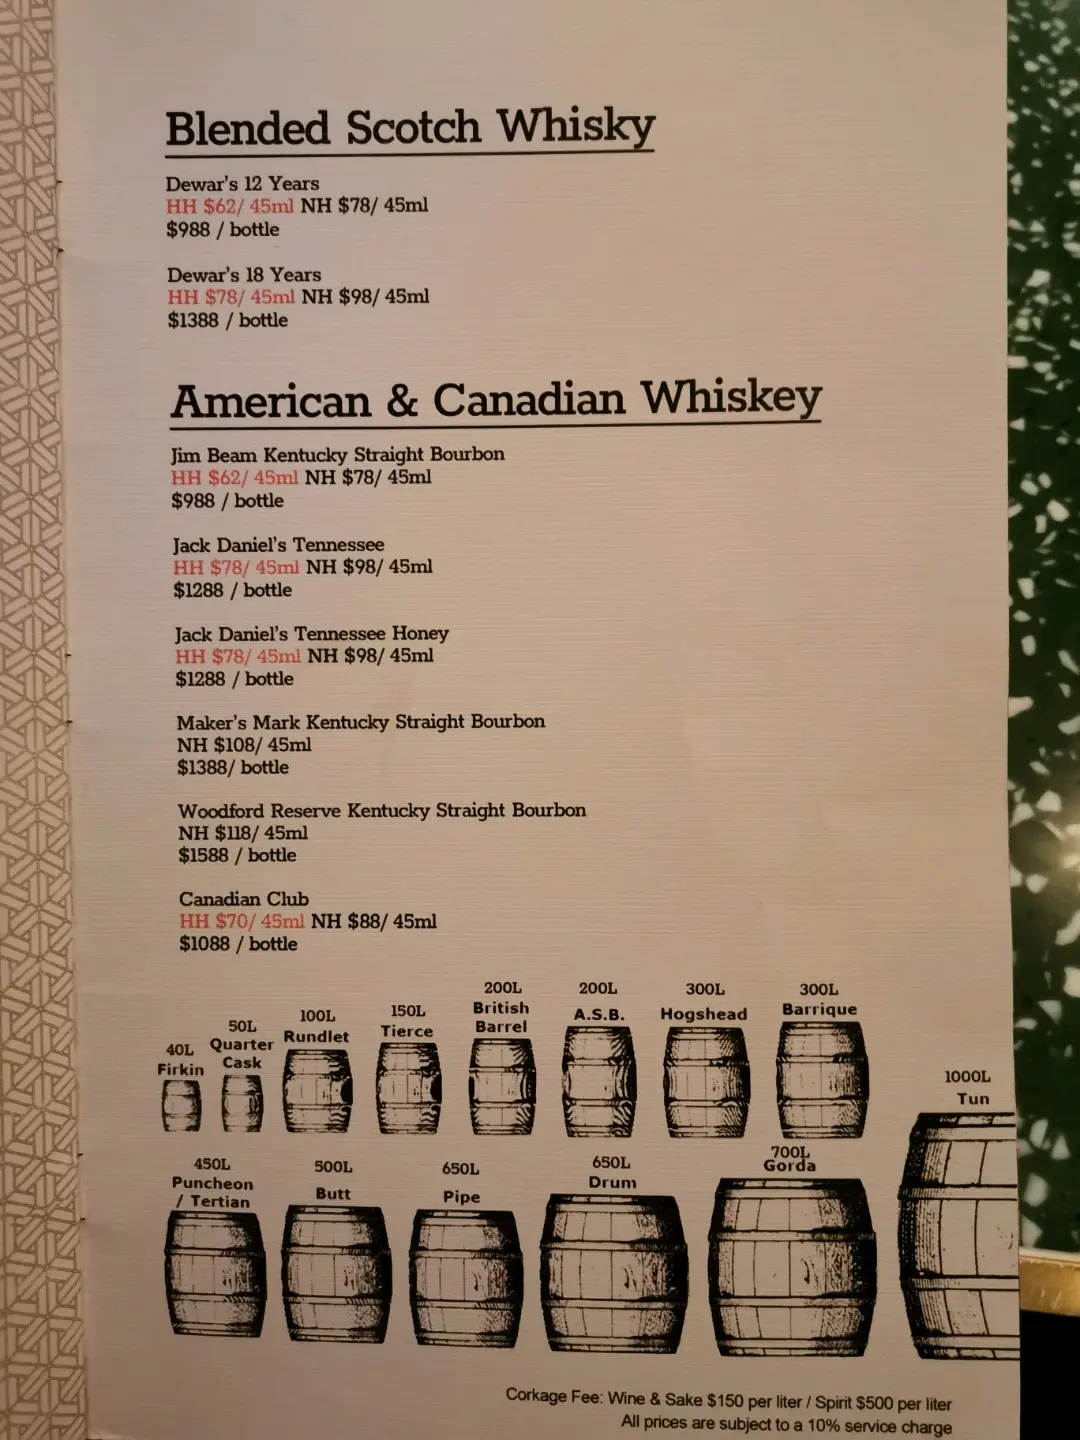 Blended Scotch Whisky
Dewar's 12 Years
HH $62/ 45ml NH $78/ 45ml
$988 / bottle
Dewar's 18 Years
HH $78/ 45ml NH $98/ 45ml
$1388 / bottle
American & Canadian Whiskey
Jim Beam Kentucky Straight Bourbon
HH $62/ 45ml NH $78/ 45ml
$988 / bottle
Jack Daniel's Tennessee
HH $78/ 45ml NH $98/ 45ml
$1288 / bottle
Jack Daniel's Tennessee Honey
HH $78/ 45ml NH $98/ 45ml
$1288 / bottle
Maker's Mark Kentucky Straight Bourbon
NH $108/ 45ml
$1388/ bottle
Woodford Reserve Kentucky Straight Bourbon
NH $118/ 45ml
$1588 / bottle
Canadian Club
HH $70/ 45ml NH $88/ 45ml
$1088 / bottle
40L
Firkin
50L
Quarter
Cask
100L
Rundlet
150L
Tierce
200L
British
Barrel
200L
A.S.B.
300L
Hogshead
300L
Barrique
1000L
Tun
450L
Puncheon
/ Tertian
500L
Butt
650L
Pipe
650L
Drum
700L
Gorda
Corkage Fee: Wine & Sake $150 per liter / Spirit $500 per liter
All prices are subject to a 10% service charge